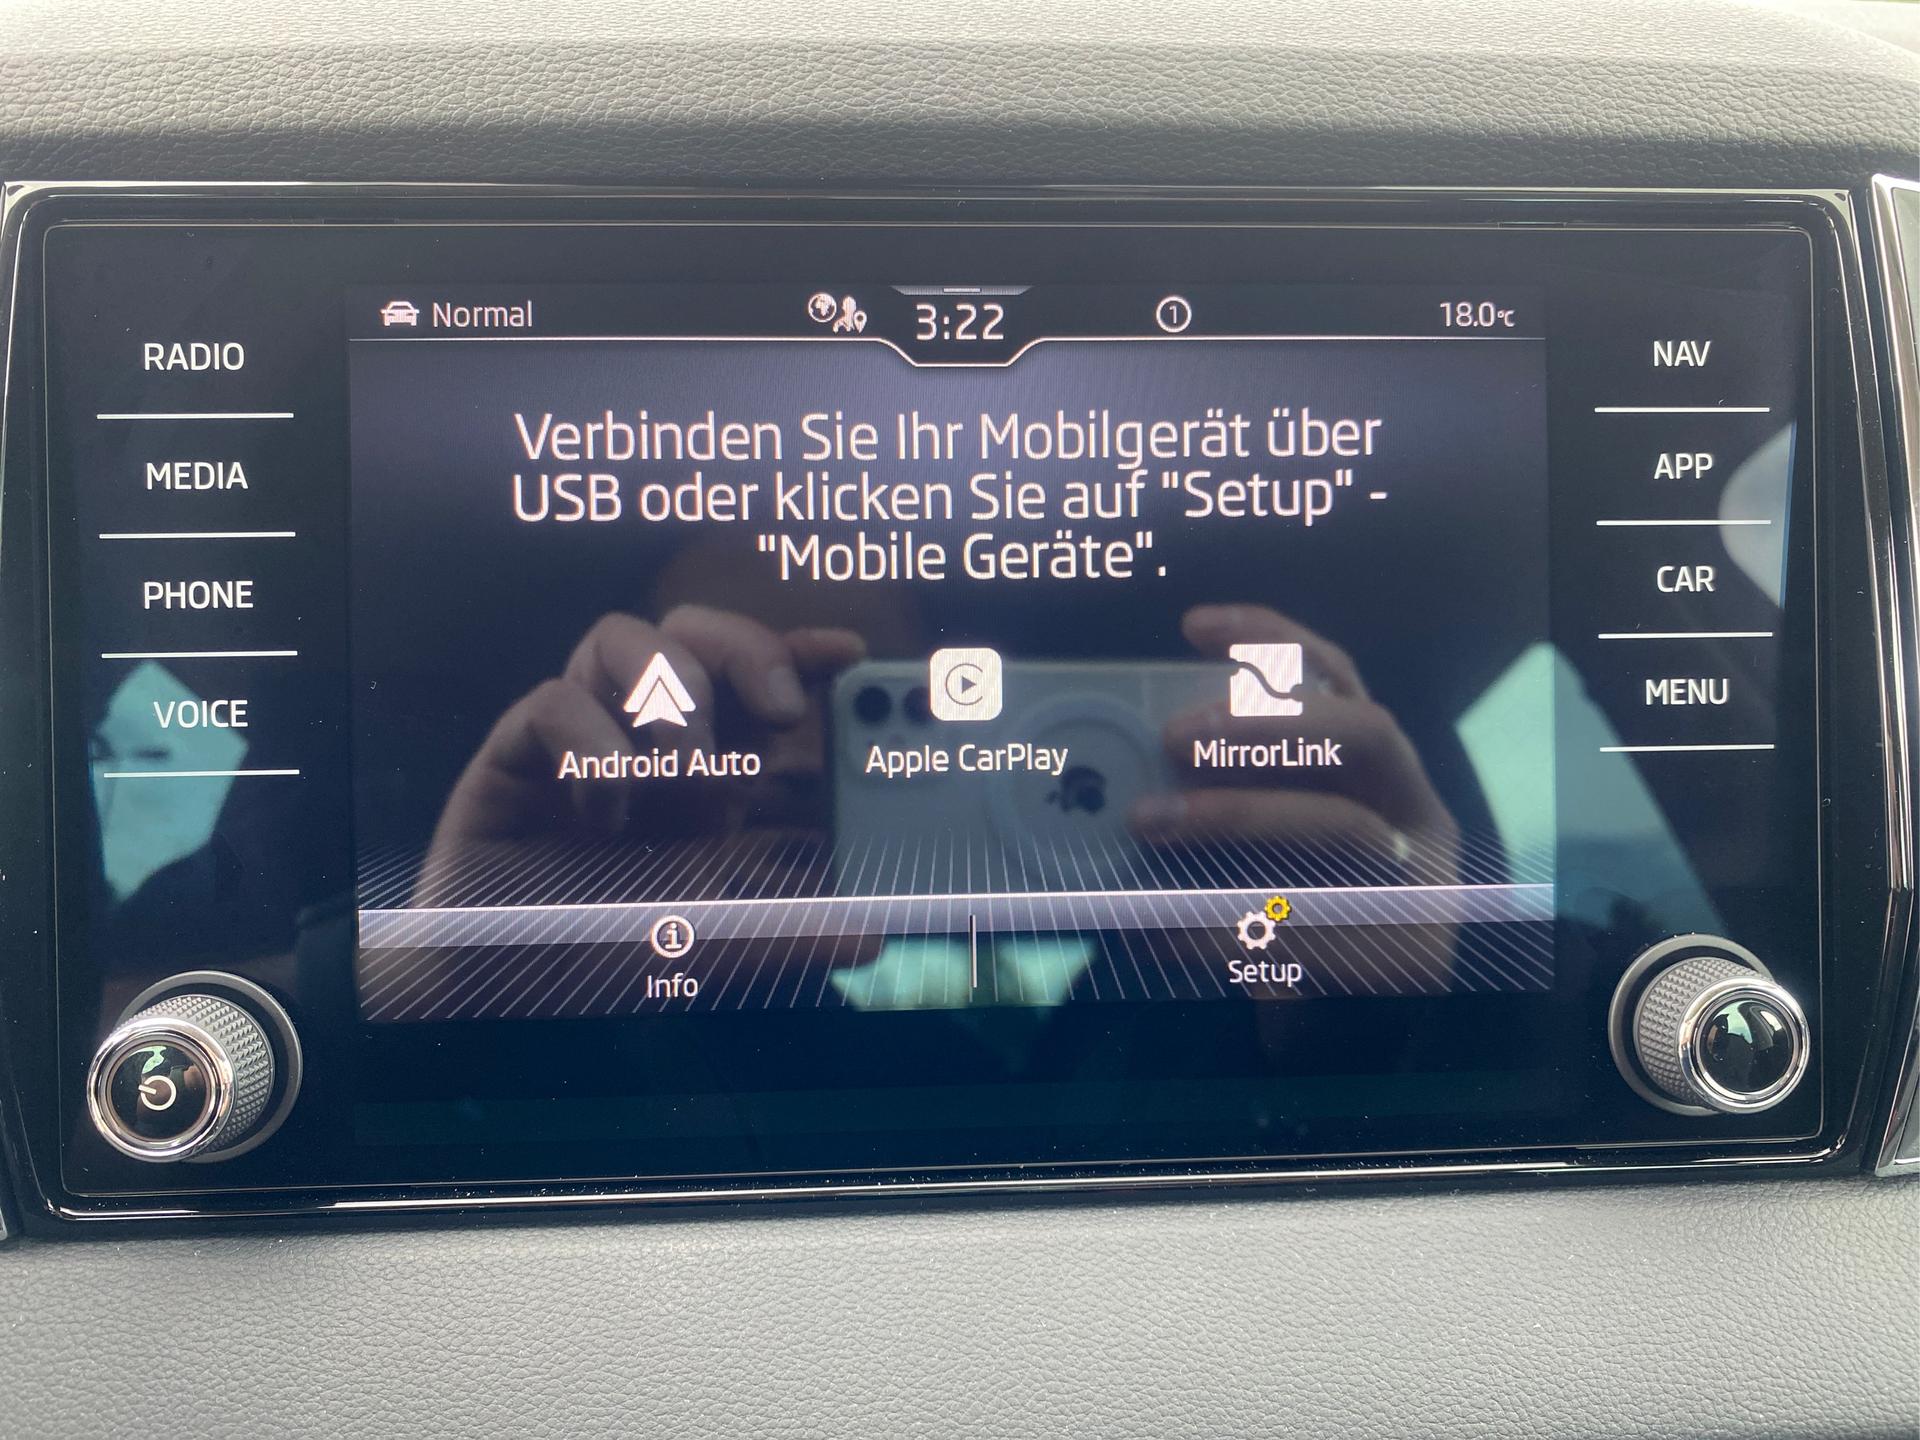 Normal
3:22
1
18.0°C
RADIO
MEDIA
PHONE
VOICE
Verbinden Sie Ihr Mobilgerät über
USB oder klicken Sie auf "Setup" -
"Mobile Geräte".
Android Auto
Apple CarPlay
MirrorLink
Info
Setup
NAV
APP
CAR
MENU